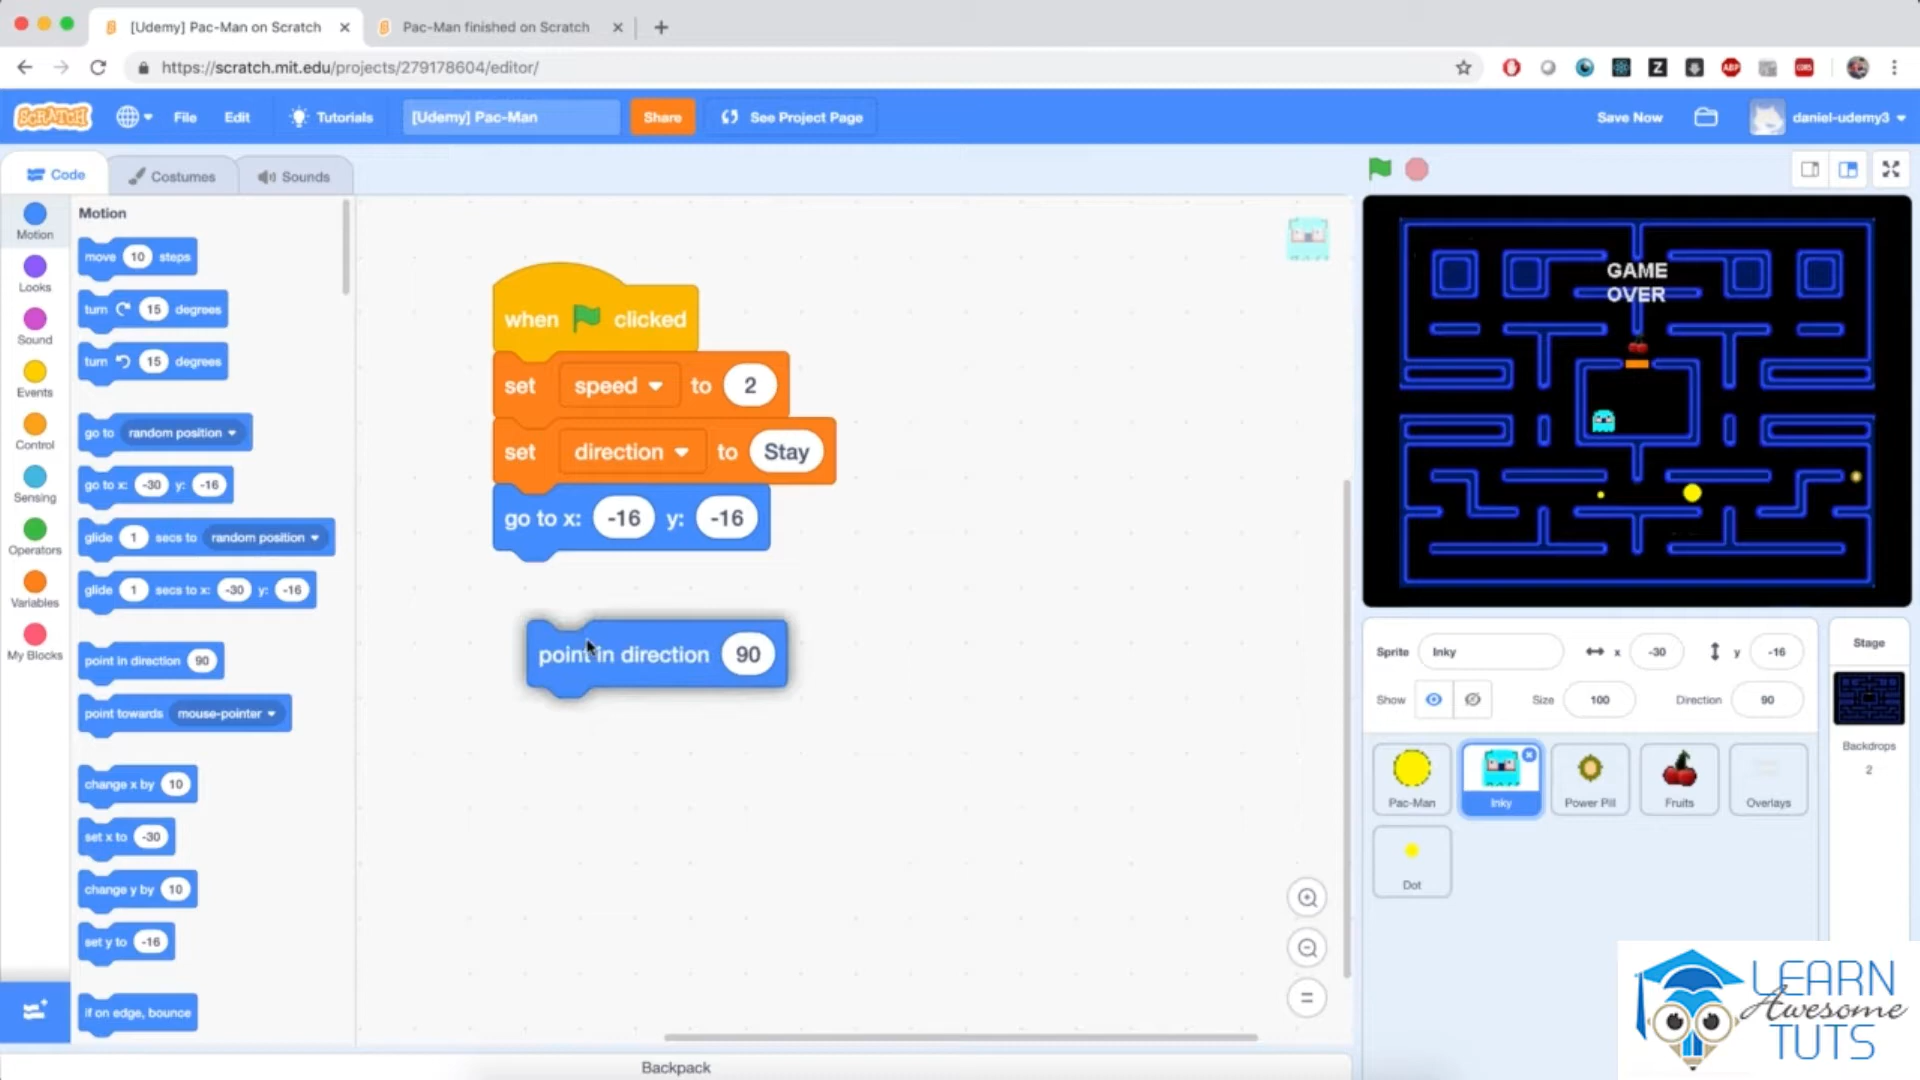 [Udemy] Pac-Man on Scratch
Pac-Man finished on Scratch
https://scratch.mit.edu/projects/279178604/editor/
ABP
CORS
SCRATCH
File
Edit
Tutorials
[Udemy] Pac-Man
Share
See Project Page
Save Now
daniel-udemy3
Code
Costumes
Sounds
Motion
Looks
Sound
Events
Control
Sensing
Operators
Variables
My Blocks
Motion
move 10 steps
turn 15 degrees
turn 15 degrees
go to random position
go to x: -30 y: -16
glide 1 secs to random position
glide 1 secs to x: -30 y: -16
point in direction 90
point towards mouse-pointer
change x by 10
set x to -30
change y by 10
set y to -16
if on edge, bounce
when clicked
set speed to 2
set direction to Stay
go to x: -16 y: -16
point in direction 90
Backpack
GAME
OVER
Sprite Inky x -30 y -16
Show Size 100 Direction 90
Pac-Man
Inky
Power Pill
Fruits
Overlays
Dot
Stage
Backdrops
2
LEARN
Awesome
TUTS